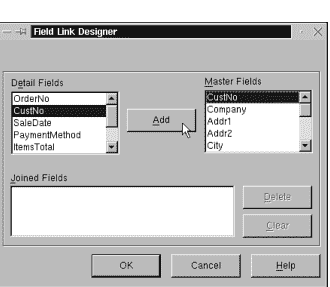 Field Link Designer
Detail Fields
Master Fields
OrderNo
CustNo
SaleDate
PaymentMethod
ItemsTotal
Add
CustNo
Company
Addr1
Addr2
City
Joined Fields
Delete
Clear
OK
Cancel
Help